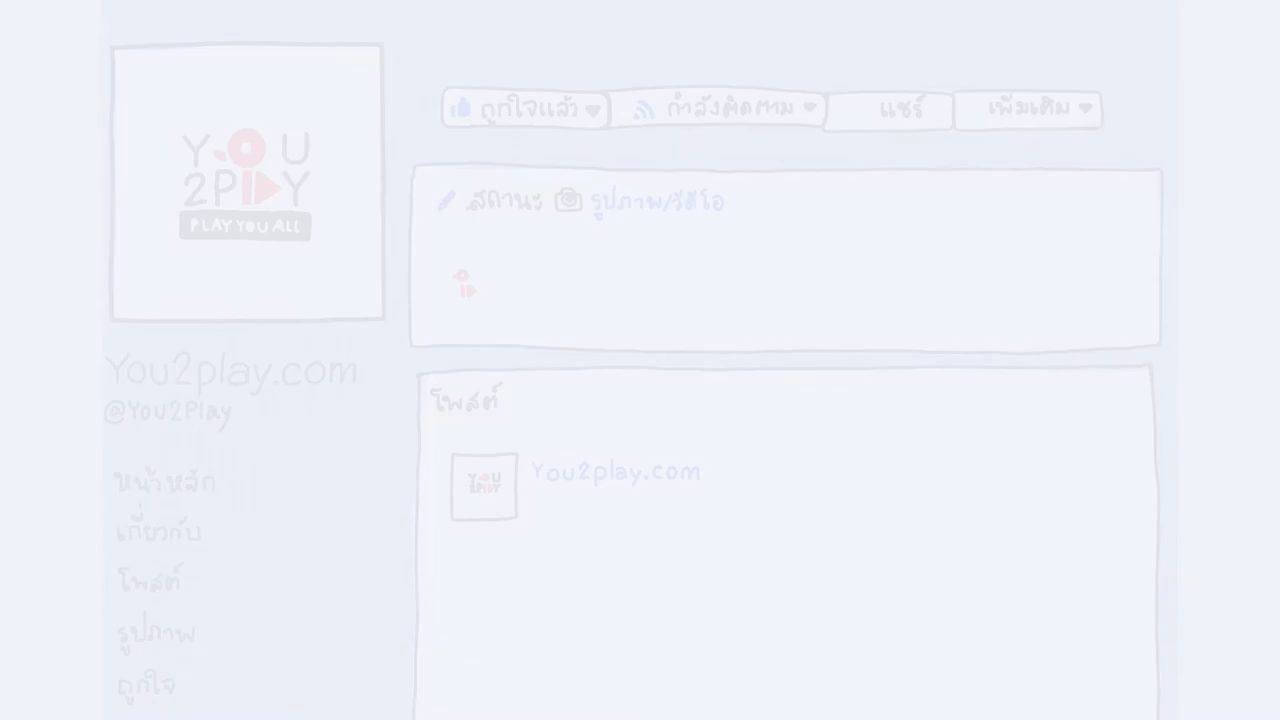 Y U
2PLAY
PLAY YOU ALL
ถูกใจแล้ว กำลังติดตาม แชร์ เพิ่มเติม
สถานะ รูปภาพ/วีดีโอ
You2play.com
@You2Play
หน้าหลัก
เกี่ยวกับ
โพสต์
รูปภาพ
ถูกใจ
โพสต์
You2play.com
YOU
2PLAY